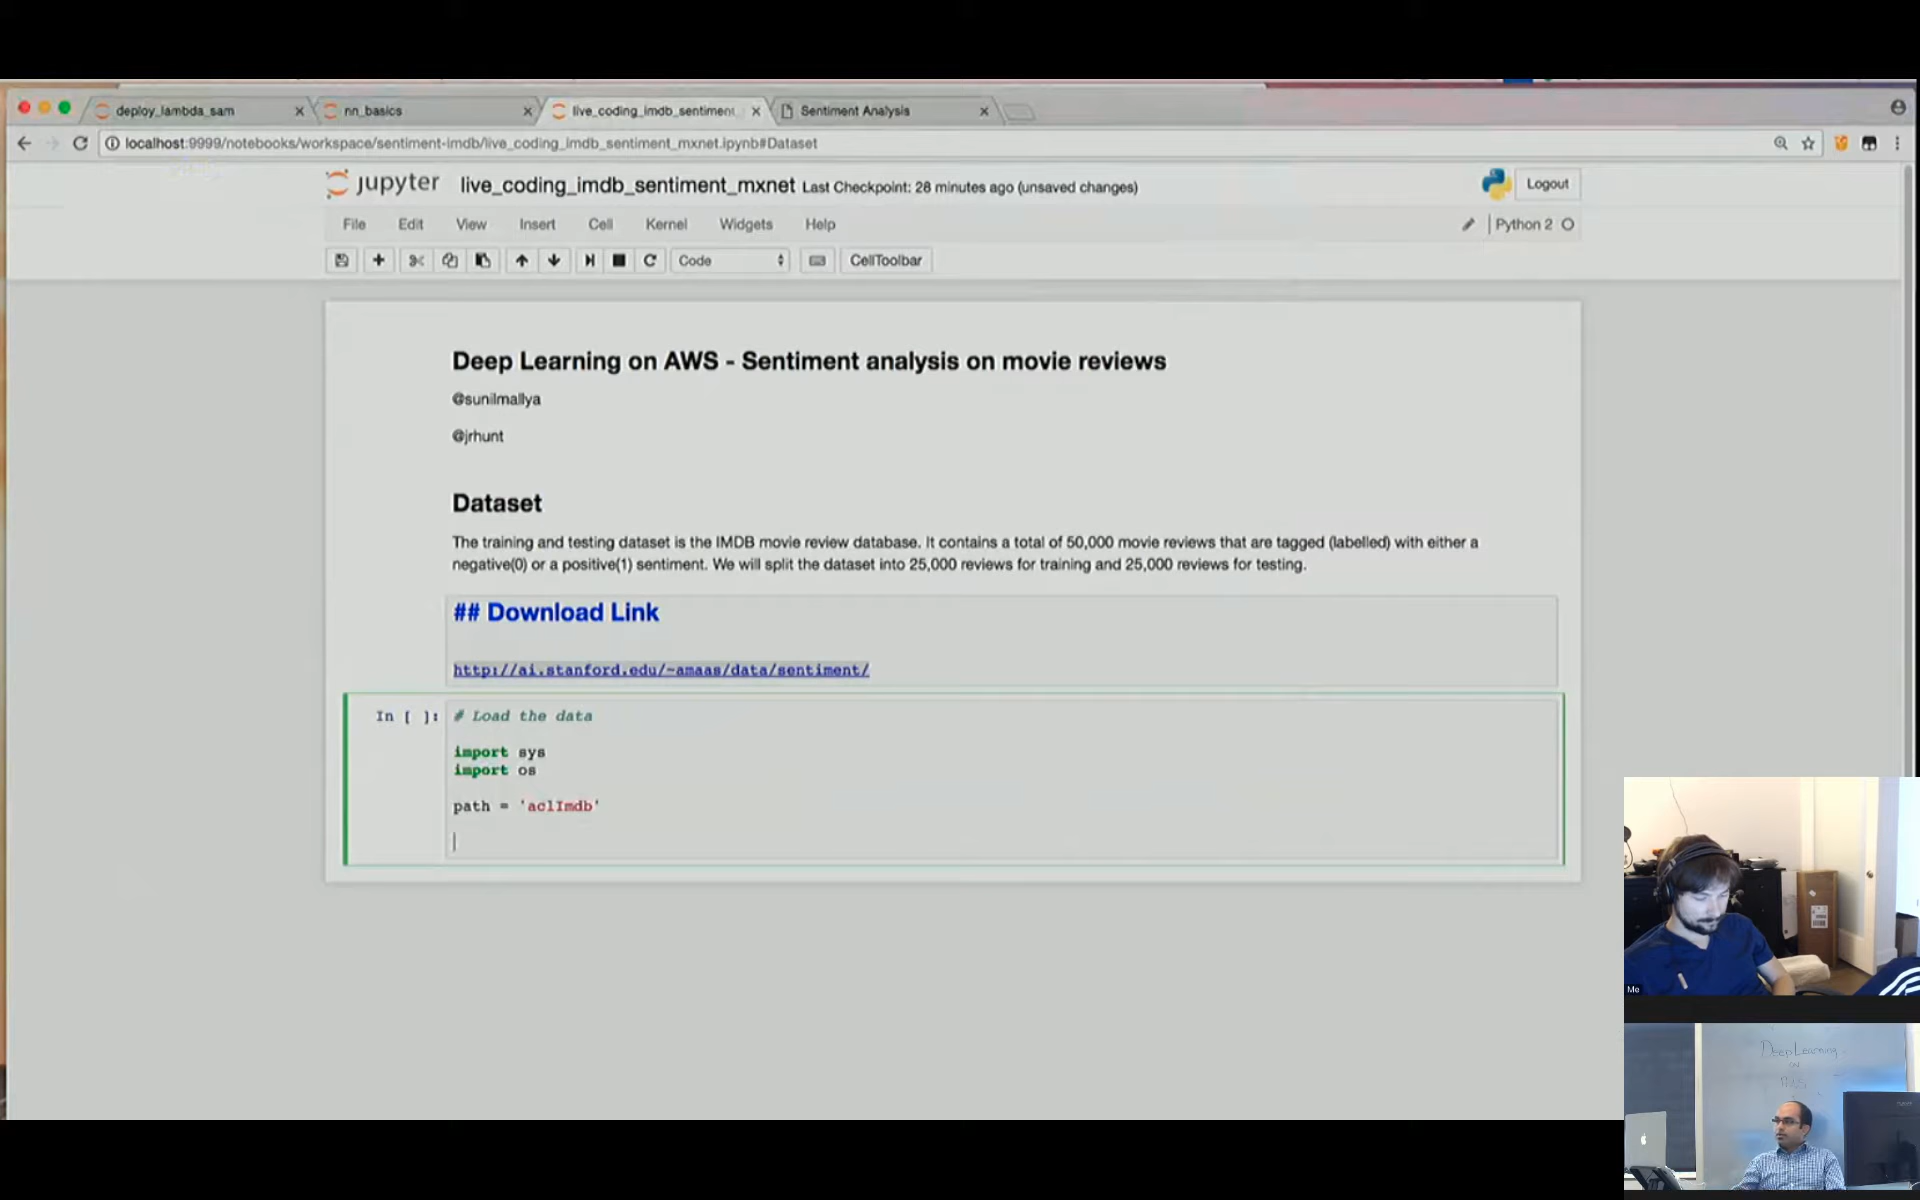 deploy_lambda_sam
nn_basics
live_coding_imdb_sentiment
Sentiment Analysis
localhost:9999/notebooks/workspace/sentiment-imdb/live_coding_imdb_sentiment_mxnet.ipynb#Dataset
jupyter live_coding_imdb_sentiment_mxnet Last Checkpoint: 28 minutes ago (unsaved changes)
Logout
File Edit View Insert Cell Kernel Widgets Help
Python 2
Code
CellToolbar
Deep Learning on AWS - Sentiment analysis on movie reviews
@sunilmallya
@jrhunt
Dataset
The training and testing dataset is the IMDB movie review database. It contains a total of 50,000 movie reviews that are tagged (labelled) with either a
negative(0) or a positive(1) sentiment. We will split the dataset into 25,000 reviews for training and 25,000 reviews for testing.
## Download Link
http://ai.stanford.edu/~amaas/data/sentiment/
In [ ]: # Load the data
import sys
import os
path = 'aclImdb'
Me
Deep Learning
on
AWS